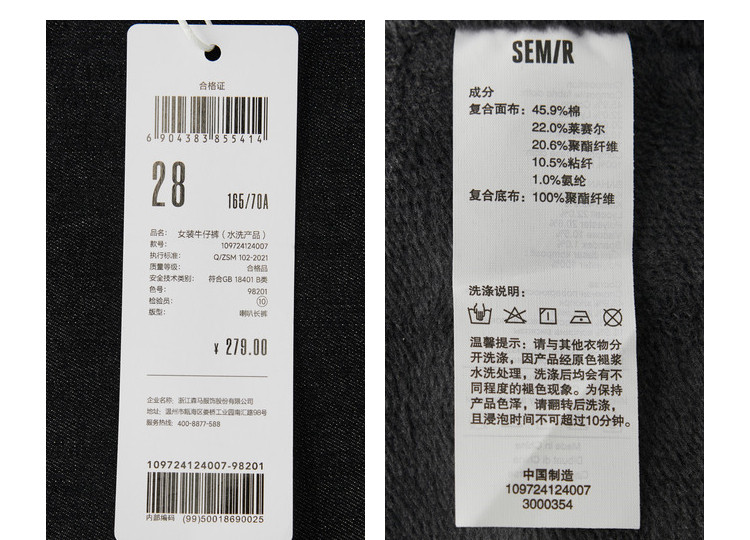 合格证
6 904383 855414
28
165/70A
品名： 女装牛仔裤（水洗产品）
款号： 109724124007
执行标准： Q/ZSM 102-2021
质量等级： 合格品
安全技术类别： 符合GB 18401 B类
色号： 98201
检验员： 10
版型： 喇叭长裤
¥ 279.00
企业名称：浙江森马服饰股份有限公司
地址：温州市瓯海区娄桥工业园南汇路98号
服务热线：400-8877-588
109724124007-98201
内部编码 (99)50018690025
SEM/R
成分
复合面布：45.9%棉
22.0%莱赛尔
20.6%聚酯纤维
10.5%粘纤
1.0%氨纶
复合底布：100%聚酯纤维
洗涤说明：
温馨提示：请与其他衣物分
开洗涤，因产品经原色褪浆
水洗处理，洗涤后均会有不
同程度的褪色现象。为保持
产品色泽，请翻转后洗涤，
且浸泡时间不可超过10分钟。
中国制造
109724124007
3000354